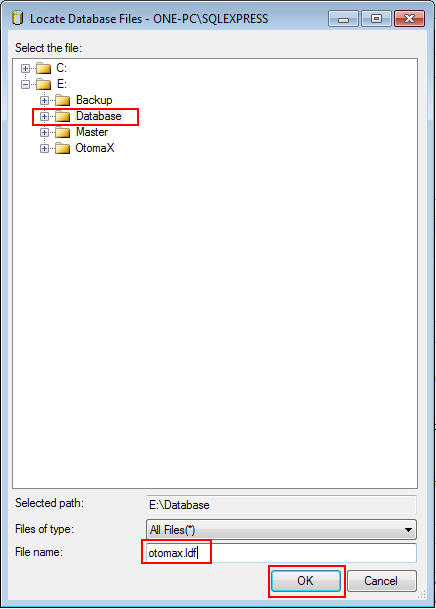 Locate Database Files - ONE-PC\SQLEXPRESS
Select the file:
C:
E:
Backup
Database
Master
OtomaX
Selected path: E:\Database
Files of type: All Files(*)
File name: otomax.ldf
OK Cancel